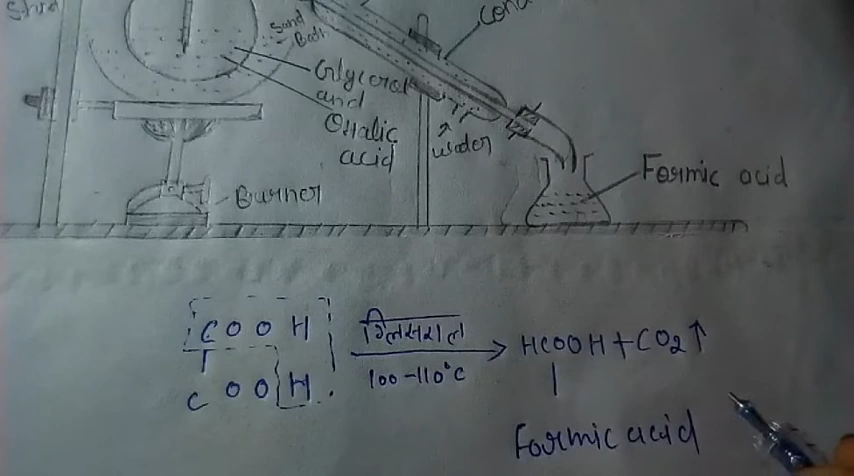 Sand
Bath
Glycerol
and
Oxalic
acid
water
Formic acid
Burner
COOH
COOH.
ग्लिसराल
100-110°C
HCOOH + CO2↑
Formic acid